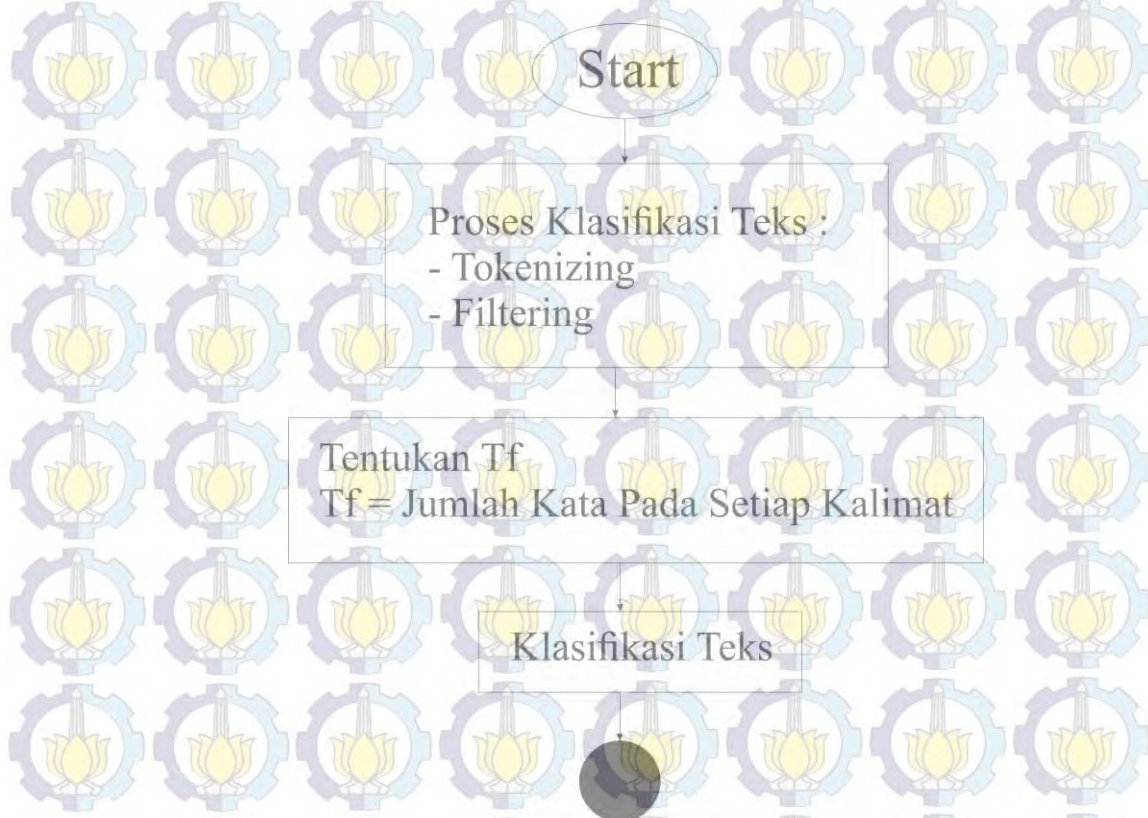 Start
Proses Klasifikasi Teks :
- Tokenizing
- Filtering
Tentukan Tf
Tf = Jumlah Kata Pada Setiap Kalimat
Klasifikasi Teks